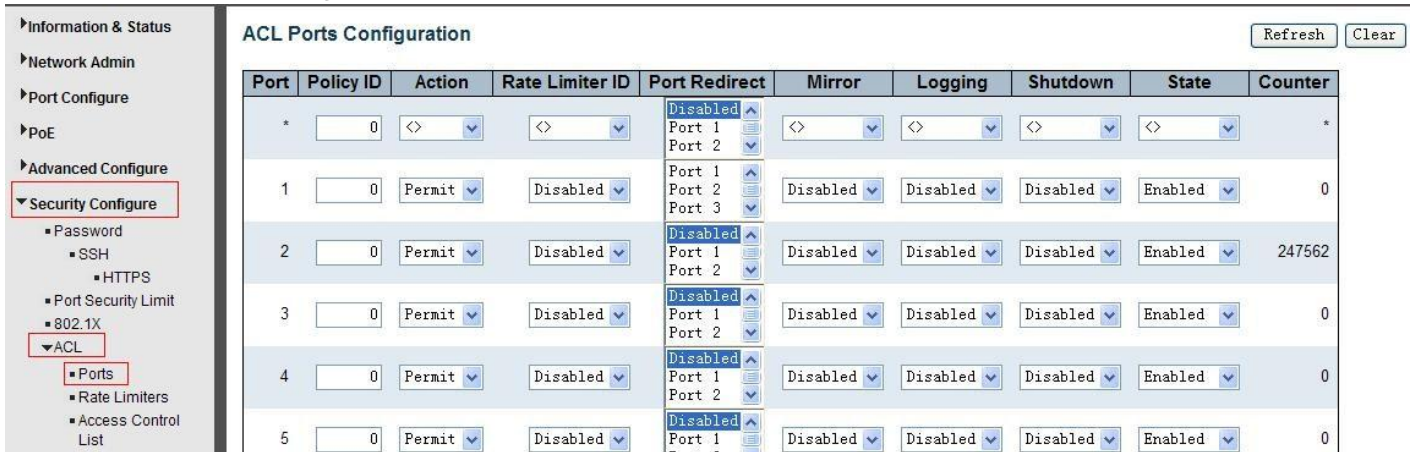 Information & Status
Network Admin
Port Configure
PoE
Advanced Configure
Security Configure
Password
SSH
HTTPS
Port Security Limit
802.1X
ACL
Ports
Rate Limiters
Access Control
List
ACL Ports Configuration
Refresh Clear
Port Policy ID Action Rate Limiter ID Port Redirect Mirror Logging Shutdown State Counter
Disabled
* 0 <> <> Port 1 <> <> <> <> *
Port 2
Port 1
1 0 Permit Disabled Port 2 Disabled Disabled Disabled Enabled 0
Port 3
Disabled
2 0 Permit Disabled Port 1 Disabled Disabled Disabled Enabled 247562
Port 2
Disabled
3 0 Permit Disabled Port 1 Disabled Disabled Disabled Enabled 0
Port 2
Disabled
4 0 Permit Disabled Port 1 Disabled Disabled Disabled Enabled 0
Port 2
Disabled
5 0 Permit Disabled Port 1 Disabled Disabled Disabled Enabled 0